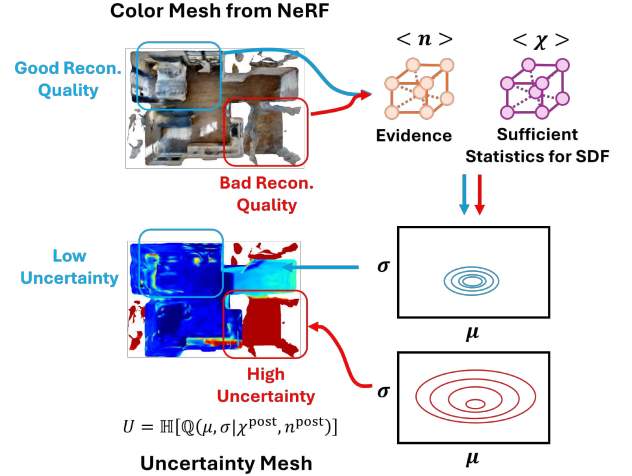 Color Mesh from NeRF
Good Recon.
Quality
Bad Recon.
Quality
< n >
< χ >
Evidence
Sufficient
Statistics for SDF
Low
Uncertainty
High
Uncertainty
σ
μ
σ
μ
U = ℍ[ℚ(μ, σ|χ^post, n^post)]
Uncertainty Mesh